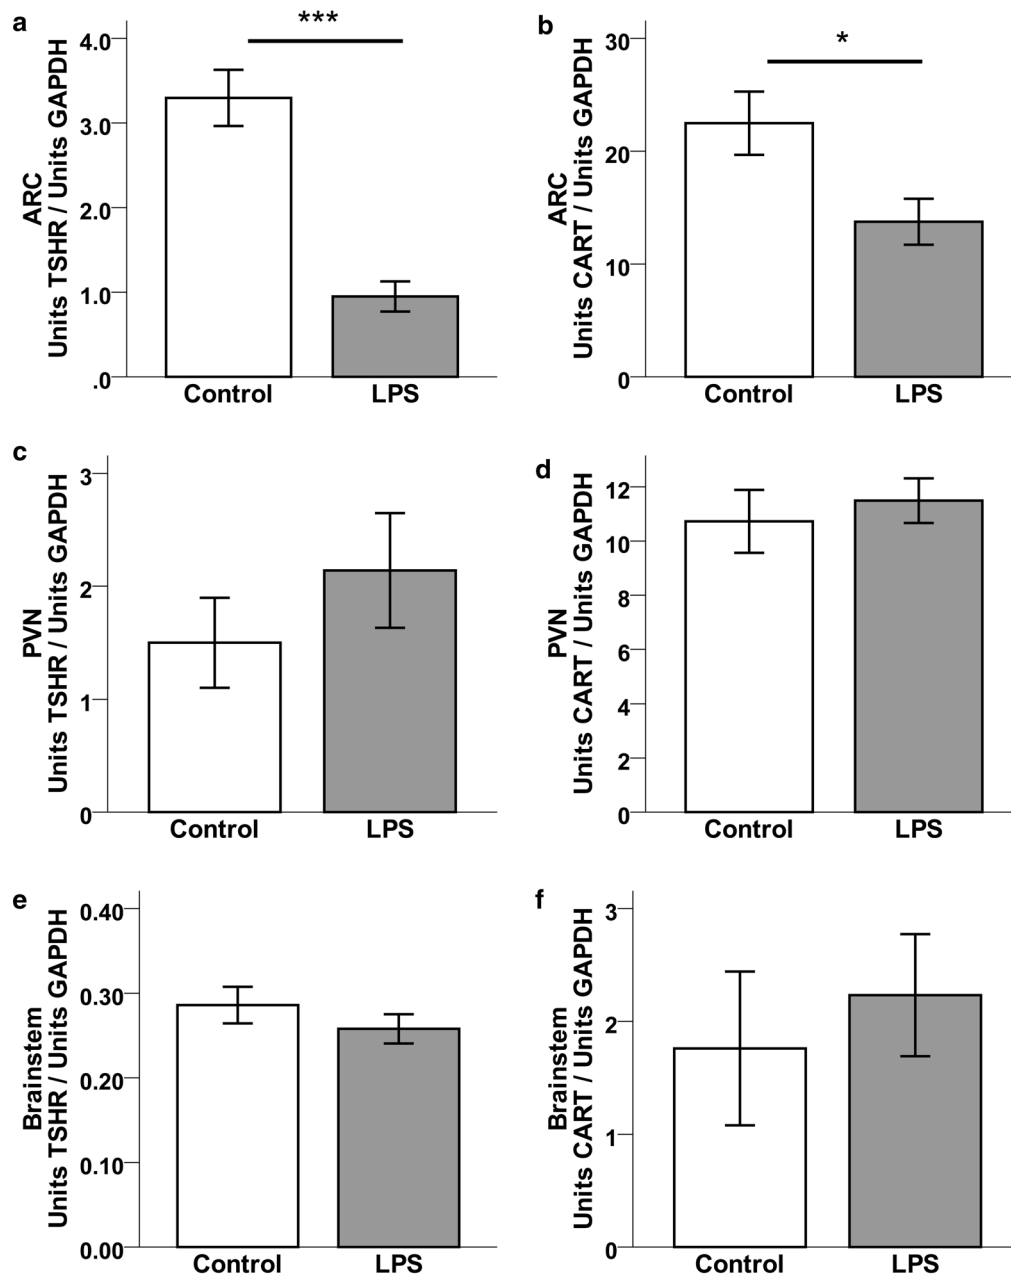 a
***
4.0
3.0
2.0
1.0
.0
ARC
Units TSHR / Units GAPDH
Control
LPS
b
*
30
20
10
0
ARC
Units CART / Units GAPDH
Control
LPS
c
3
2
1
0
PVN
Units TSHR / Units GAPDH
Control
LPS
d
12
10
8
6
4
2
0
PVN
Units CART / Units GAPDH
Control
LPS
e
0.40
0.30
0.20
0.10
0.00
Brainstem
Units TSHR / Units GAPDH
Control
LPS
f
3
2
1
0
Brainstem
Units CART / Units GAPDH
Control
LPS